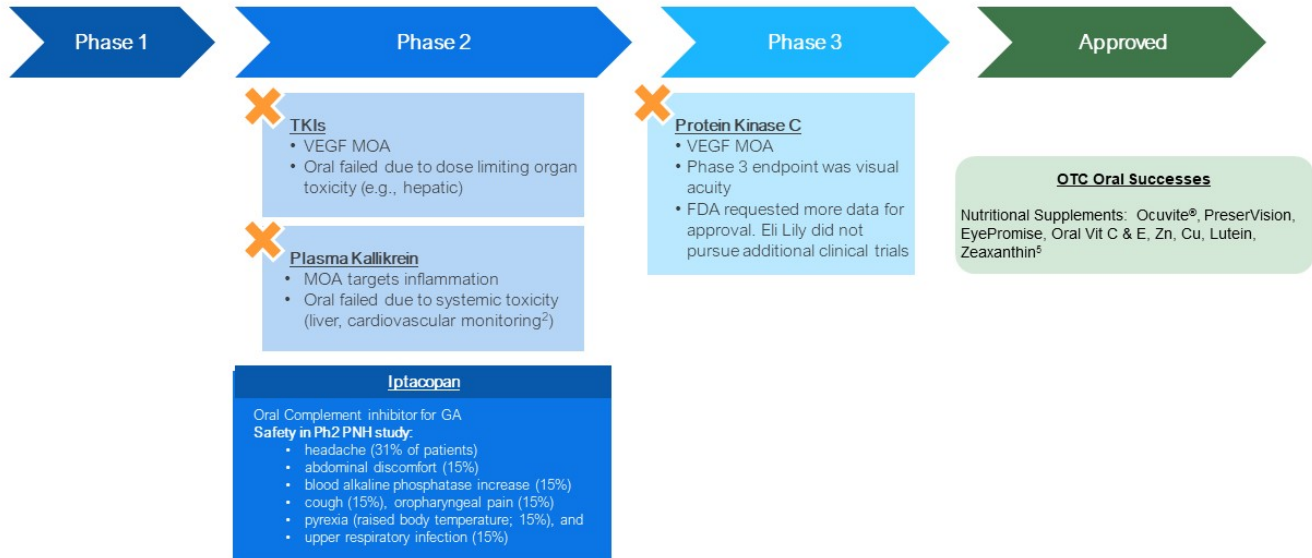 Phase 1
Phase 2
Phase 3
Approved
TKIs
• VEGF MOA
• Oral failed due to dose limiting organ
toxicity (e.g., hepatic)
Plasma Kallikrein
• MOA targets inflammation
• Oral failed due to systemic toxicity
(liver, cardiovascular monitoring²)
Iptacopan
Oral Complement inhibitor for GA
Safety in Ph2 PNH study:
• headache (31% of patients)
• abdominal discomfort (15%)
• blood alkaline phosphatase increase (15%)
• cough (15%), oropharyngeal pain (15%)
• pyrexia (raised body temperature; 15%), and
• upper respiratory infection (15%)
Protein Kinase C
• VEGF MOA
• Phase 3 endpoint was visual
acuity
• FDA requested more data for
approval. Eli Lily did not
pursue additional clinical trials
OTC Oral Successes
Nutritional Supplements: Ocuvite®, PreserVision,
EyePromise, Oral Vit C & E, Zn, Cu, Lutein,
Zeaxanthin⁵